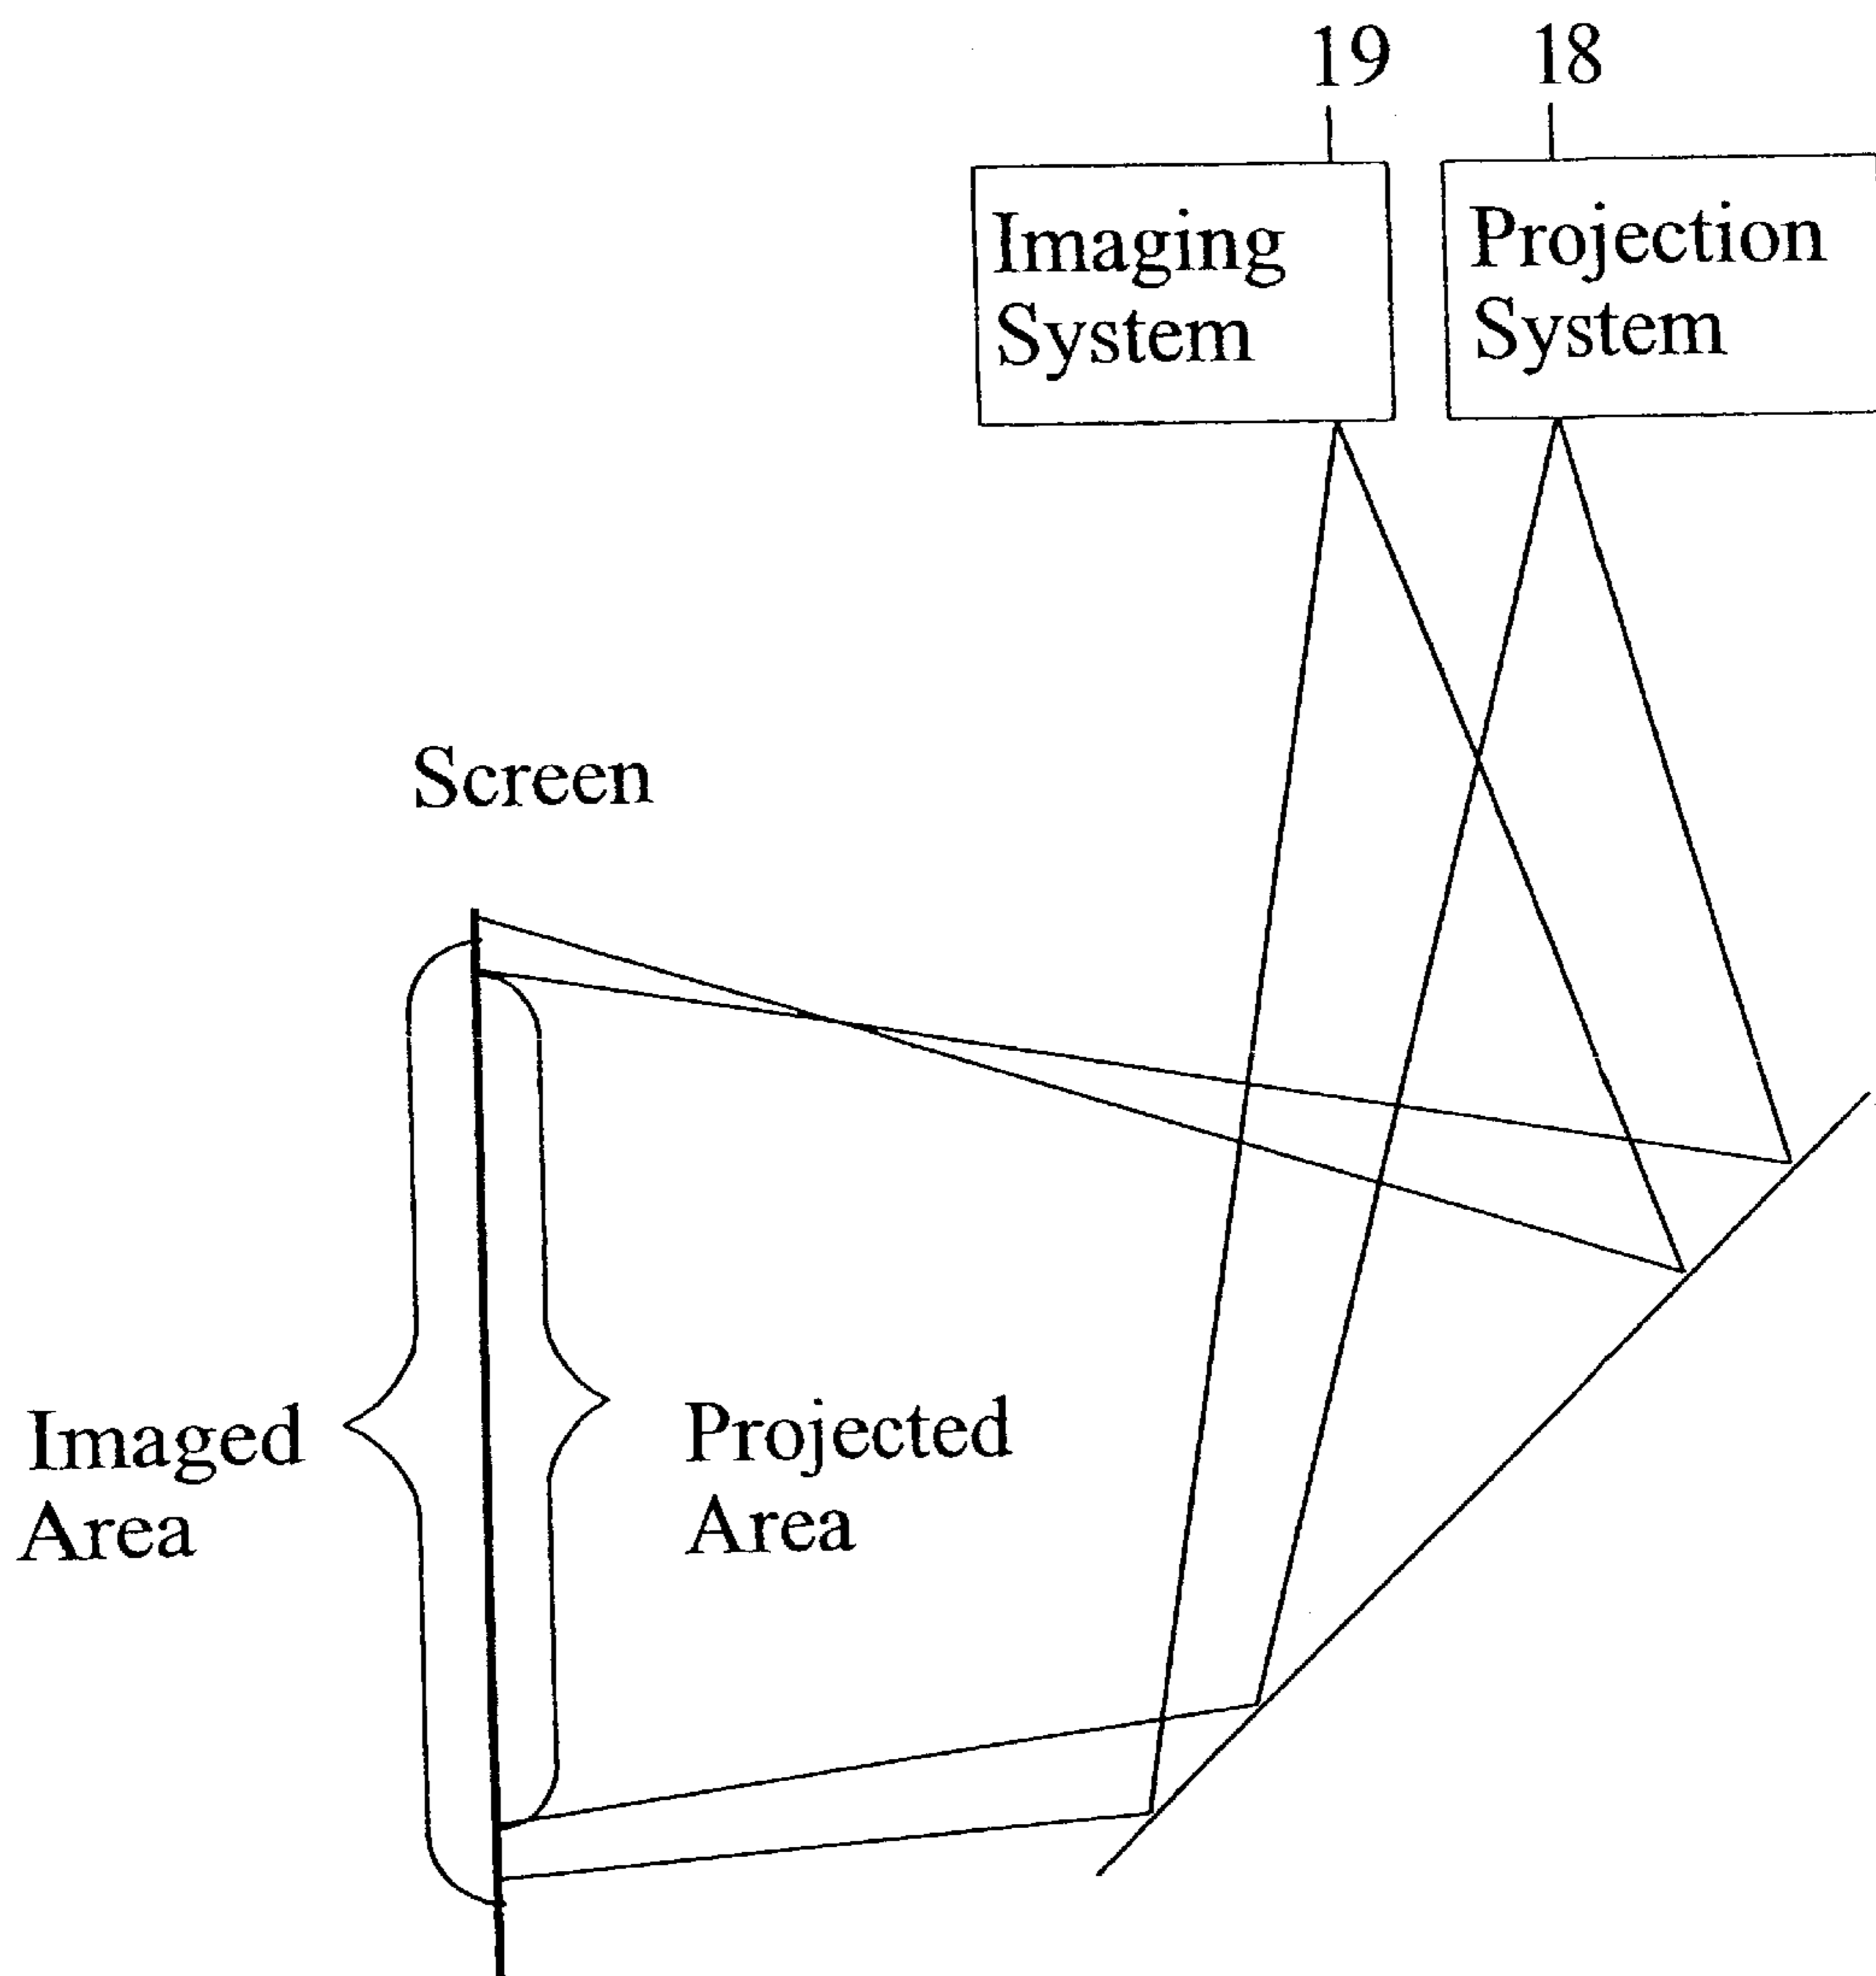 19
18
Imaging
System
Projection
System
Screen
Imaged
Area
Projected
Area